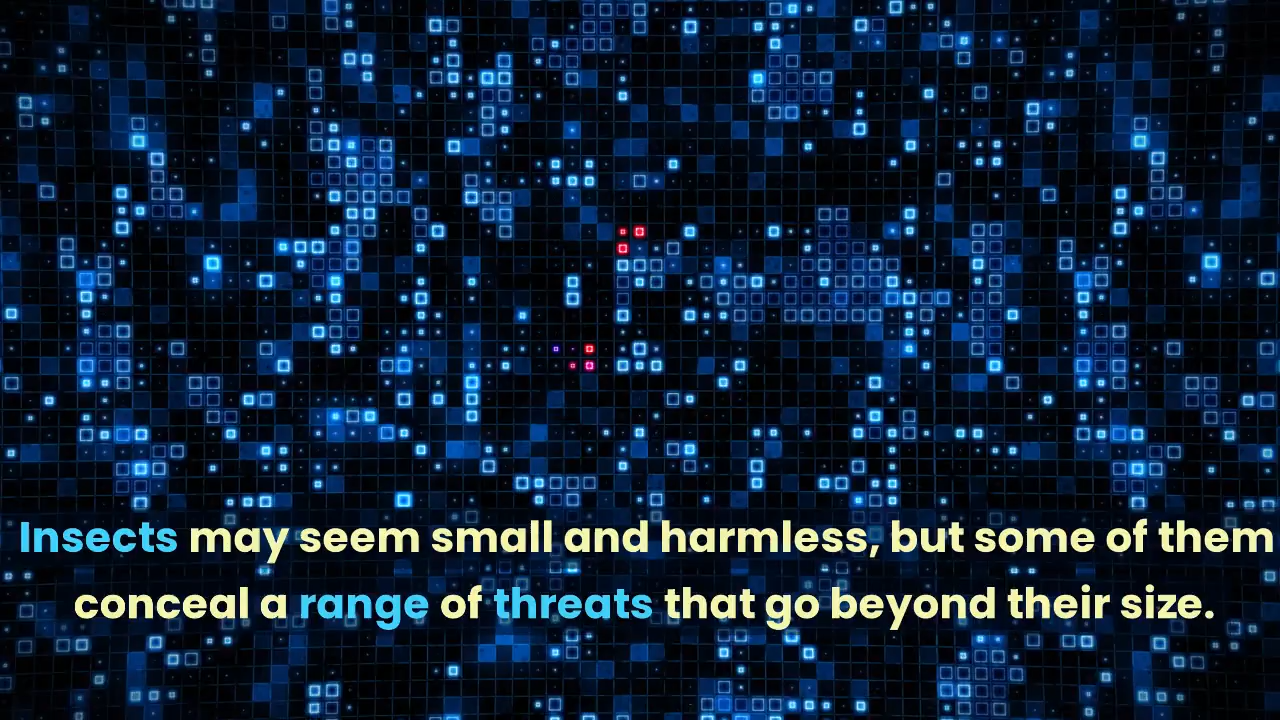 Insects may seem small and harmless, but some of them
conceal a range of threats that go beyond their size.